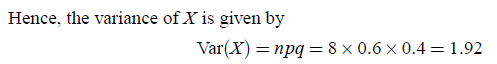 Hence, the variance of X is given by
Var(X) = npq = 8 × 0.6 × 0.4 = 1.92